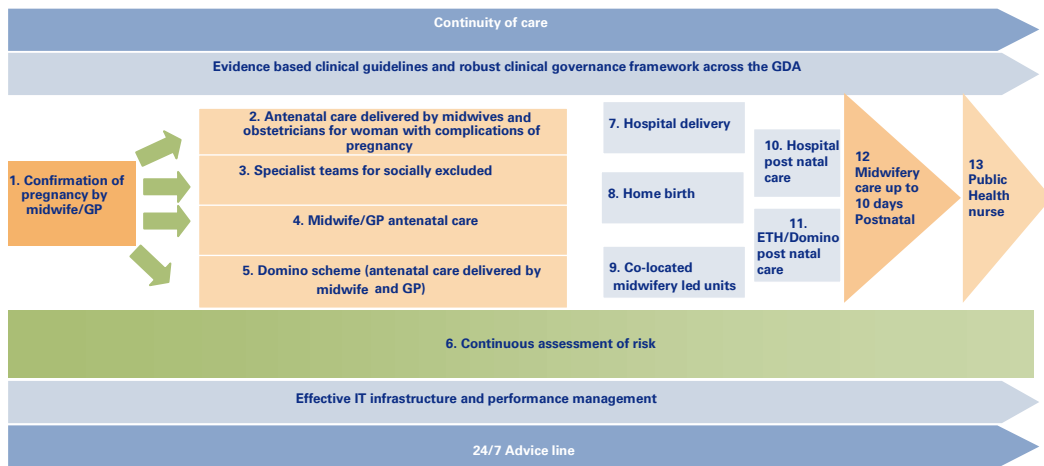 Continuity of care
Evidence based clinical guidelines and robust clinical governance framework across the GDA
1. Confirmation of
pregnancy by
midwife/GP
2. Antenatal care delivered by midwives and
obstetricians for woman with complications of
pregnancy
3. Specialist teams for socially excluded
4. Midwife/GP antenatal care
5. Domino scheme (antenatal care delivered by
midwife and GP)
7. Hospital delivery
8. Home birth
9. Co-located
midwifery led units
10. Hospital
post natal
care
11.
ETH/Domino
post natal
care
12
Midwifery
care up to
10 days
Postnatal
13
Public
Health
nurse
6. Continuous assessment of risk
Effective IT infrastructure and performance management
24/7 Advice line